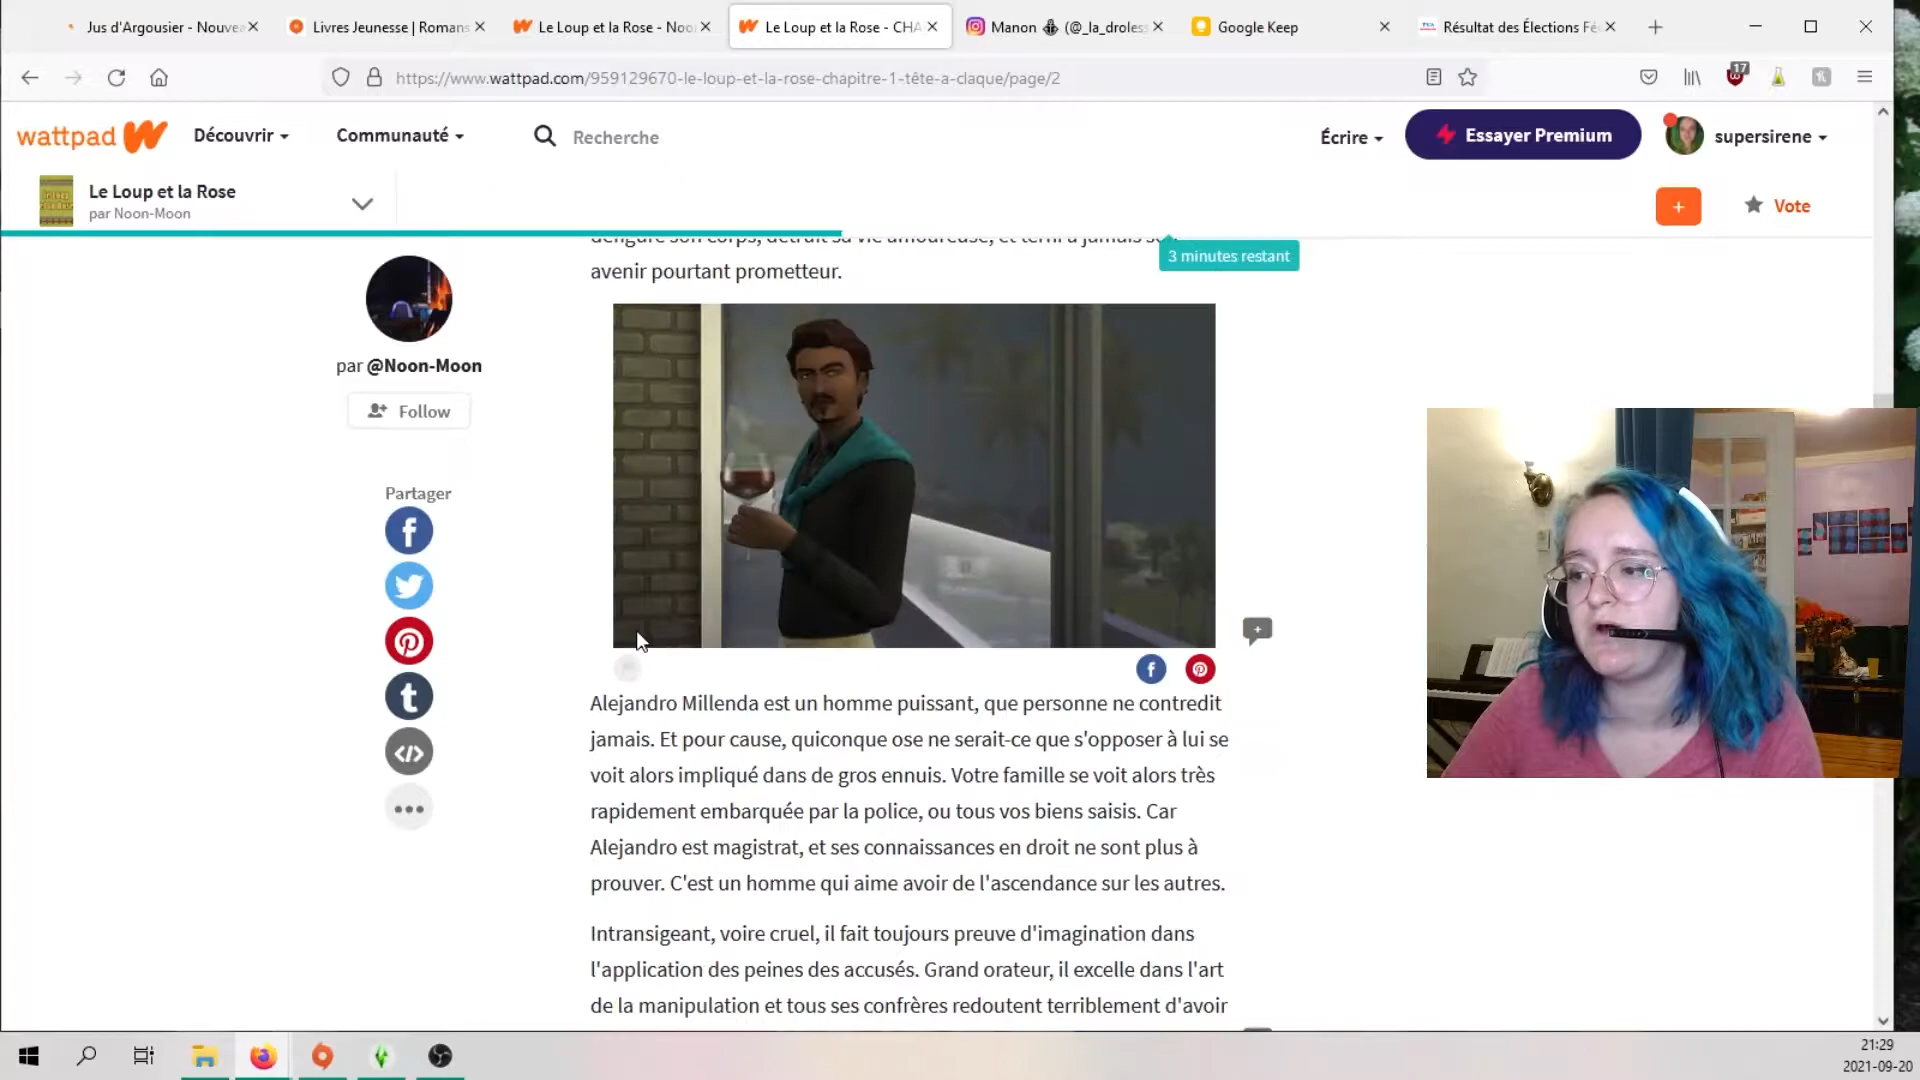 Jus d'Argousier - Nouvea
Livres Jeunesse | Romans
Le Loup et la Rose - Noo
Le Loup et la Rose - CHA
Manon (@_la_droles
Google Keep
Résultat des Élections Fé
https://www.wattpad.com/959129670-le-loup-et-la-rose-chapitre-1-tête-a-claque/page/2
17
wattpad
Découvrir
Communauté
Recherche
Écrire
Essayer Premium
supersirene
Le Loup et la Rose
par Noon-Moon
+
Vote
3 minutes restant
avenir pourtant prometteur.
par @Noon-Moon
Follow
Partager
Alejandro Millenda est un homme puissant, que personne ne contredit
jamais. Et pour cause, quiconque ose ne serait-ce que s'opposer à lui se
voit alors impliqué dans de gros ennuis. Votre famille se voit alors très
rapidement embarquée par la police, ou tous vos biens saisis. Car
Alejandro est magistrat, et ses connaissances en droit ne sont plus à
prouver. C'est un homme qui aime avoir de l'ascendance sur les autres.
Intransigeant, voire cruel, il fait toujours preuve d'imagination dans
l'application des peines des accusés. Grand orateur, il excelle dans l'art
de la manipulation et tous ses confrères redoutent terriblement d'avoir
21:29
2021-09-20